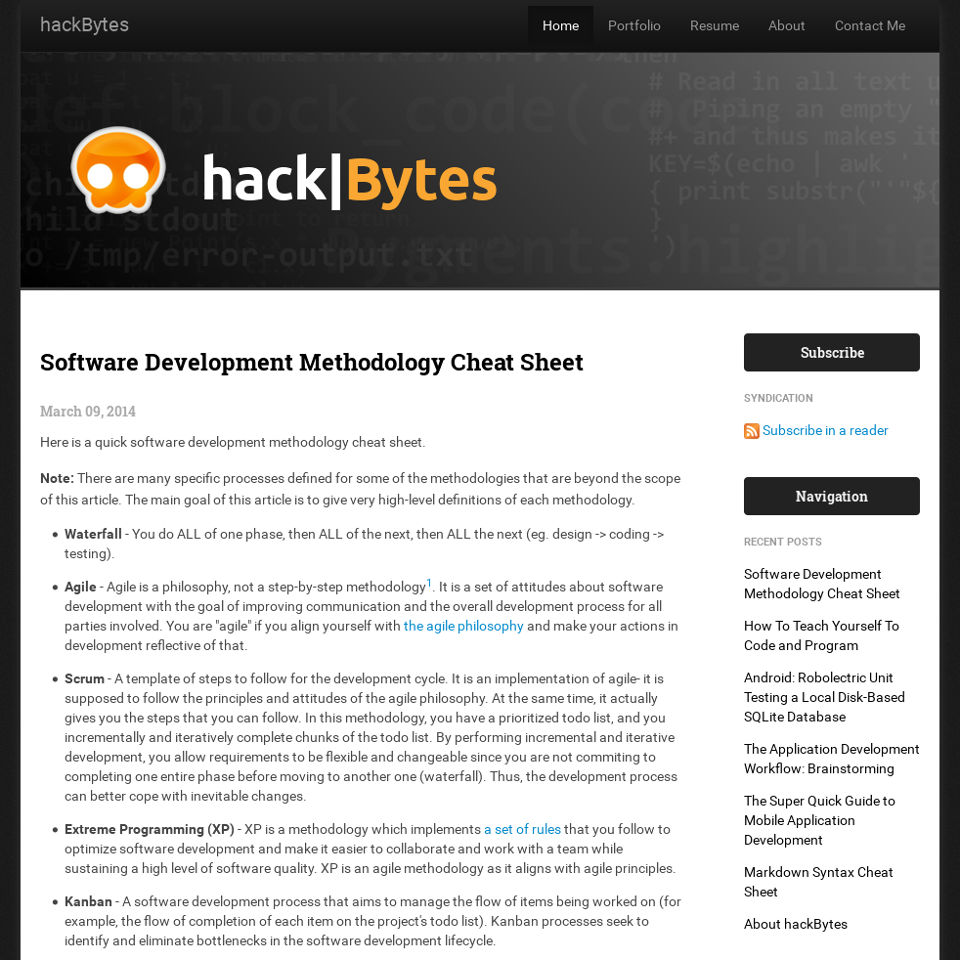 hackBytes
Home
Portfolio
Resume
About
Contact Me
def block_code(co
# Read in all text u
# Piping an empty "
#+ and thus makes it
KEY=$(echo | awk '
{ print substr("''${
}
')
child stdout
o /tmp/error-output.txt
Pygments.highlig
hack|Bytes
Software Development Methodology Cheat Sheet
March 09, 2014
Here is a quick software development methodology cheat sheet.
Note: There are many specific processes defined for some of the methodologies that are beyond the scope
of this article. The main goal of this article is to give very high-level definitions of each methodology.
• Waterfall - You do ALL of one phase, then ALL of the next, then ALL the next (eg. design -> coding ->
testing).
• Agile - Agile is a philosophy, not a step-by-step methodology1. It is a set of attitudes about software
development with the goal of improving communication and the overall development process for all
parties involved. You are "agile" if you align yourself with the agile philosophy and make your actions in
development reflective of that.
• Scrum - A template of steps to follow for the development cycle. It is an implementation of agile- it is
supposed to follow the principles and attitudes of the agile philosophy. At the same time, it actually
gives you the steps that you can follow. In this methodology, you have a prioritized todo list, and you
incrementally and iteratively complete chunks of the todo list. By performing incremental and iterative
development, you allow requirements to be flexible and changeable since you are not commiting to
completing one entire phase before moving to another one (waterfall). Thus, the development process
can better cope with inevitable changes.
• Extreme Programming (XP) - XP is a methodology which implements a set of rules that you follow to
optimize software development and make it easier to collaborate and work with a team while
sustaining a high level of software quality. XP is an agile methodology as it aligns with agile principles.
• Kanban - A software development process that aims to manage the flow of items being worked on (for
example, the flow of completion of each item on the project's todo list). Kanban processes seek to
identify and eliminate bottlenecks in the software development lifecycle.
Subscribe
SYNDICATION
Subscribe in a reader
Navigation
RECENT POSTS
Software Development
Methodology Cheat Sheet
How To Teach Yourself To
Code and Program
Android: Robolectric Unit
Testing a Local Disk-Based
SQLite Database
The Application Development
Workflow: Brainstorming
The Super Quick Guide to
Mobile Application
Development
Markdown Syntax Cheat
Sheet
About hackBytes